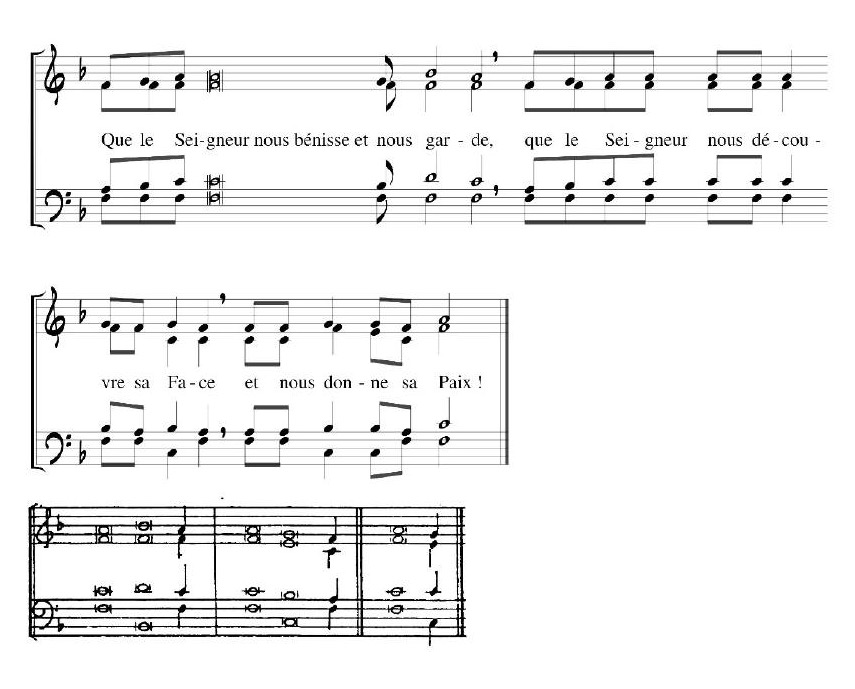 Que le Sei-gneur nous bénisse et nous gar - de, que le Sei - gneur nous dé - cou -
vre sa Fa - ce et nous don - ne sa Paix !